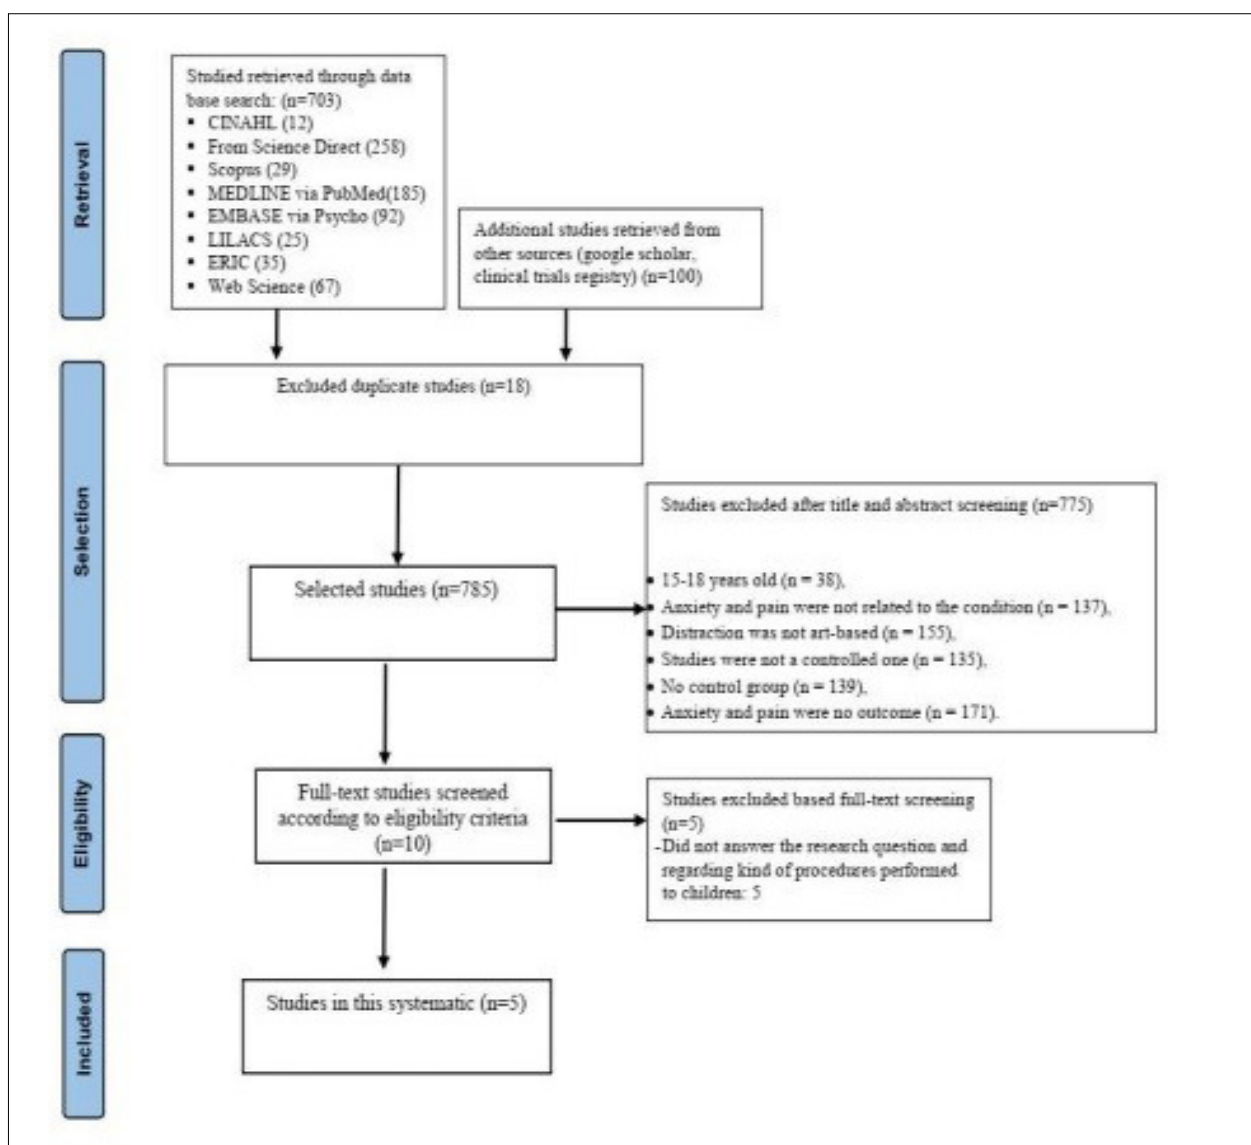 Retrieval
Studied retrieved through data
base search: (n=703)
▪ CINAHL (12)
▪ From Science Direct (258)
▪ Scopus (29)
▪ MEDLINE via PubMed(185)
▪ EMBASE via Psycho (92)
▪ LILACS (25)
▪ ERIC (35)
▪ Web Science (67)
Additional studies retrieved from
other sources (google scholar,
clinical trials registry) (n=100)
Selection
Excluded duplicate studies (n=18)
Selected studies (n=785)
Studies excluded after title and abstract screening (n=775)
▪ 15-18 years old (n = 38),
▪ Anxiety and pain were not related to the condition (n = 137),
▪ Distraction was not art-based (n = 155),
▪ Studies were not a controlled one (n = 135),
▪ No control group (n = 139),
▪ Anxiety and pain were no outcome (n = 171).
Eligibility
Full-text studies screened
according to eligibility criteria
(n=10)
Studies excluded based full-text screening
(n=5)
-Did not answer the research question and
regarding kind of procedures performed
to children: 5
Included
Studies in this systematic (n=5)